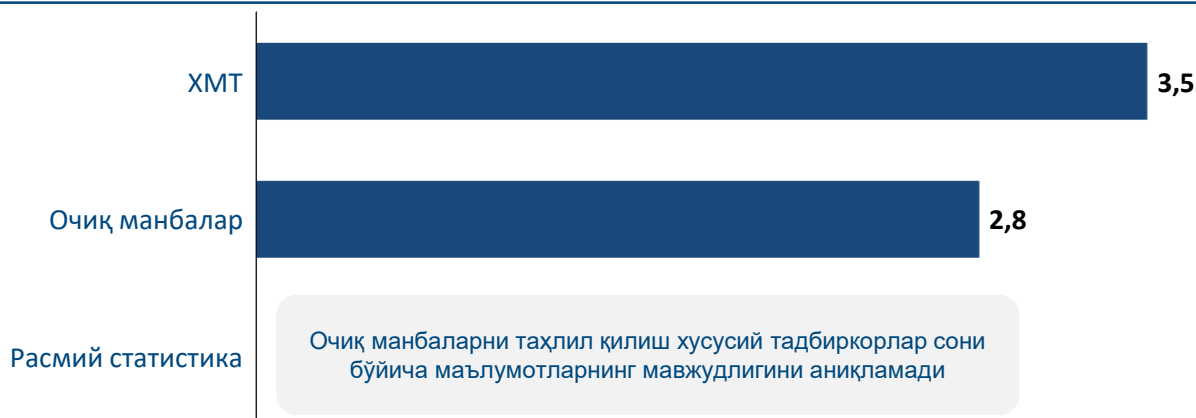 ХМТ
3,5
Очиқ манбалар
2,8
Расмий статистика
Очиқ манбаларни таҳлил қилиш хусусий тадбиркорлар сони
бўйича маълумотларнинг мавжудлигини аниқламади